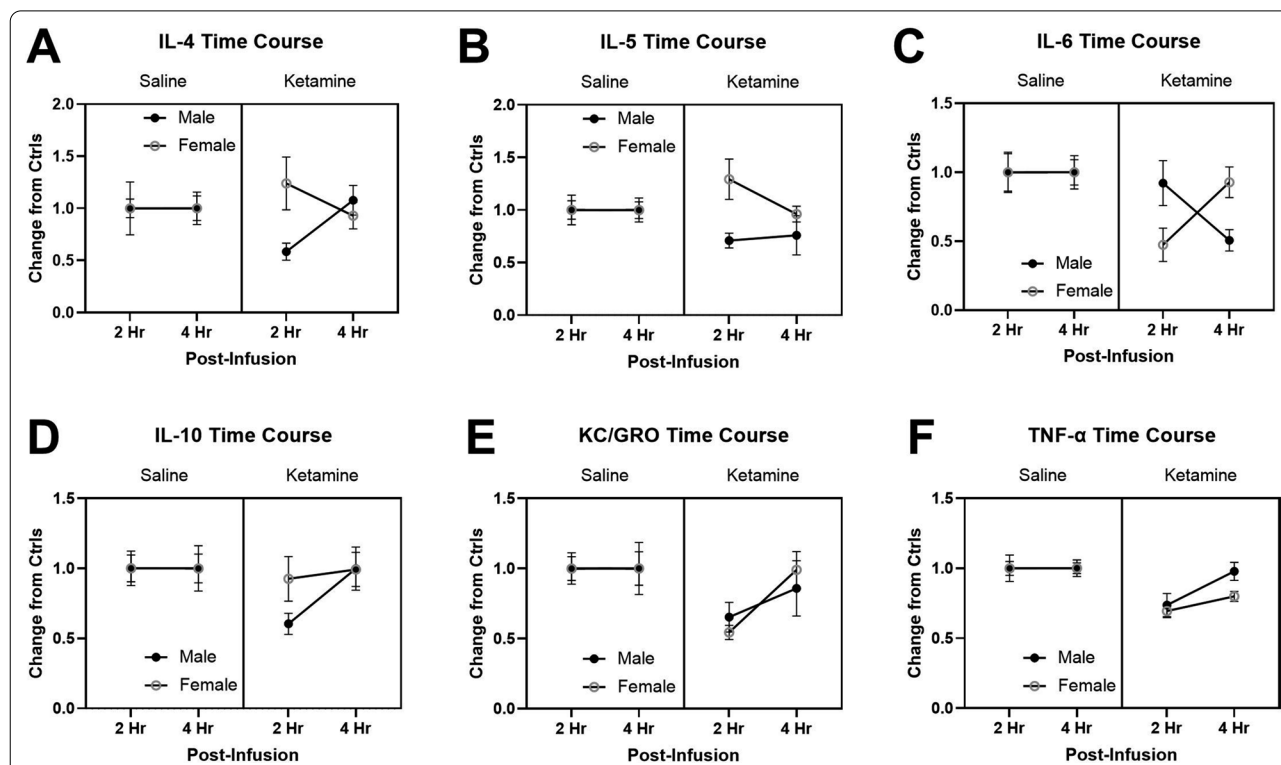 A
IL-4 Time Course
Saline
Ketamine
Male
Female
Change from Ctrls
2.0
1.5
1.0
0.5
0.0
2 Hr
4 Hr
2 Hr
4 Hr
Post-Infusion
B
IL-5 Time Course
Saline
Ketamine
Male
Female
Change from Ctrls
2.0
1.5
1.0
0.5
0.0
2 Hr
4 Hr
2 Hr
4 Hr
Post-Infusion
C
IL-6 Time Course
Saline
Ketamine
Change from Ctrls
1.5
1.0
0.5
0.0
Male
Female
2 Hr
4 Hr
2 Hr
4 Hr
Post-Infusion
D
IL-10 Time Course
Saline
Ketamine
Change from Ctrls
1.5
1.0
0.5
0.0
Male
Female
2 Hr
4 Hr
2 Hr
4 Hr
Post-Infusion
E
KC/GRO Time Course
Saline
Ketamine
Change from Ctrls
1.5
1.0
0.5
0.0
Male
Female
2 Hr
4 Hr
2 Hr
4 Hr
Post-Infusion
F
TNF-α Time Course
Saline
Ketamine
Change from Ctrls
1.5
1.0
0.5
0.0
Male
Female
2 Hr
4 Hr
2 Hr
4 Hr
Post-Infusion